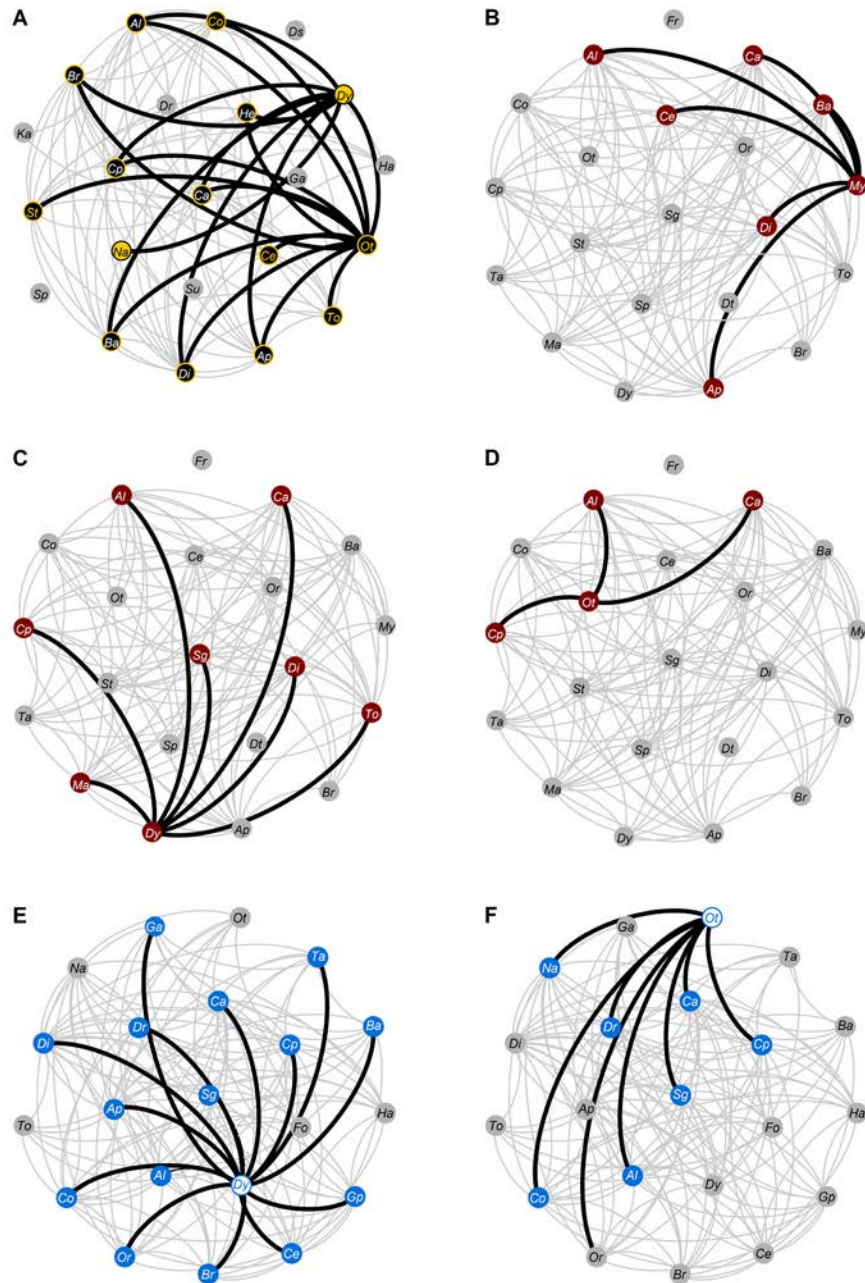 A
Al
Co
Ds
Br
Dr
He
Dy
Ka
Cp
Ca
Ga
Ha
St
Na
Ce
Ot
Sp
Su
To
Ba
Di
Ap
B
Fr
Al
Ca
Co
Ce
Ba
Ot
Or
Cp
My
Sg
Di
St
Ta
To
Sp
Dt
Ma
Br
Dy
Ap
C
Fr
Al
Ca
Co
Ce
Ba
Ot
Or
Cp
My
Sg
Di
St
Ta
To
Sp
Dt
Ma
Br
Dy
Ap
D
Fr
Al
Ca
Co
Ce
Ba
Ot
Or
Cp
My
Sg
Di
St
Ta
To
Sp
Dt
Ma
Br
Dy
Ap
E
Ga
Ot
Na
Ta
Ca
Dr
Ba
Di
Cp
Sg
Ap
Ha
To
Fo
Al
Dy
Co
Gp
Or
Ce
Br
F
Ot
Ga
Na
Ta
Ca
Dr
Ba
Di
Cp
Sg
Ap
Ha
To
Fo
Al
Dy
Co
Gp
Or
Ce
Br